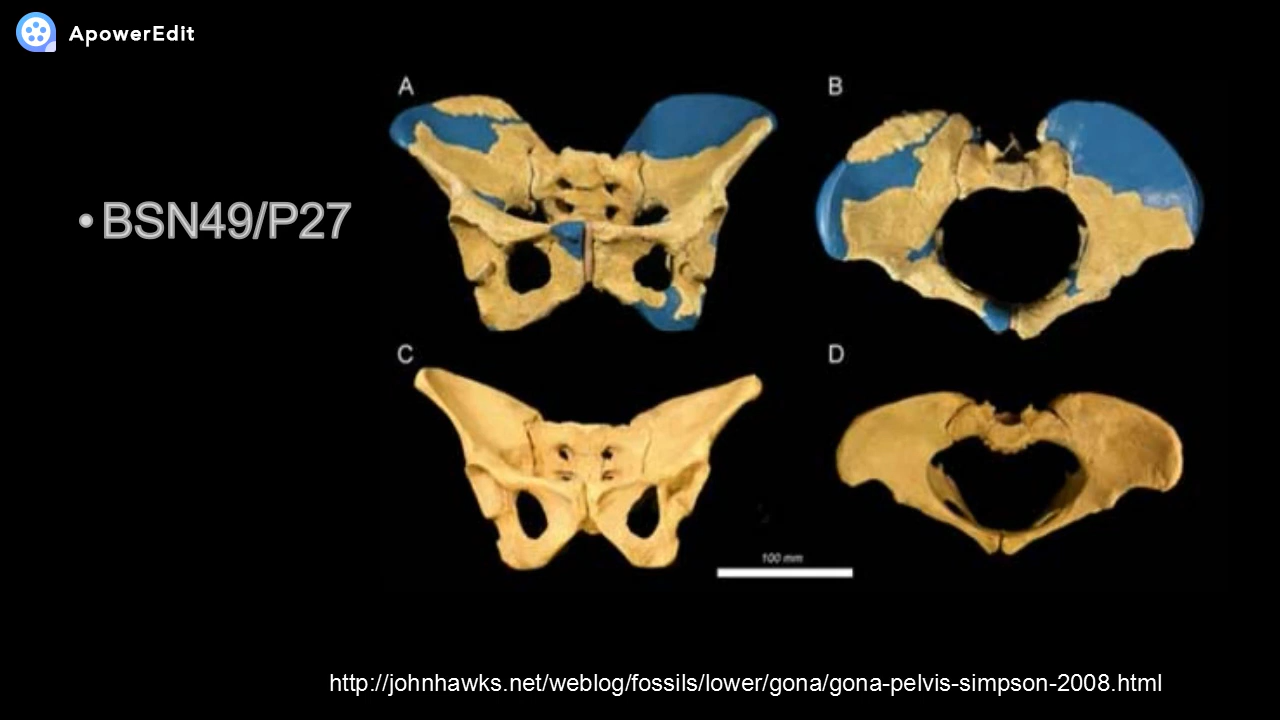 ApowerEdit
A
B
• BSN49/P27
C
D
100 mm
http://johnhawks.net/weblog/fossils/lower/gona/gona-pelvis-simpson-2008.html